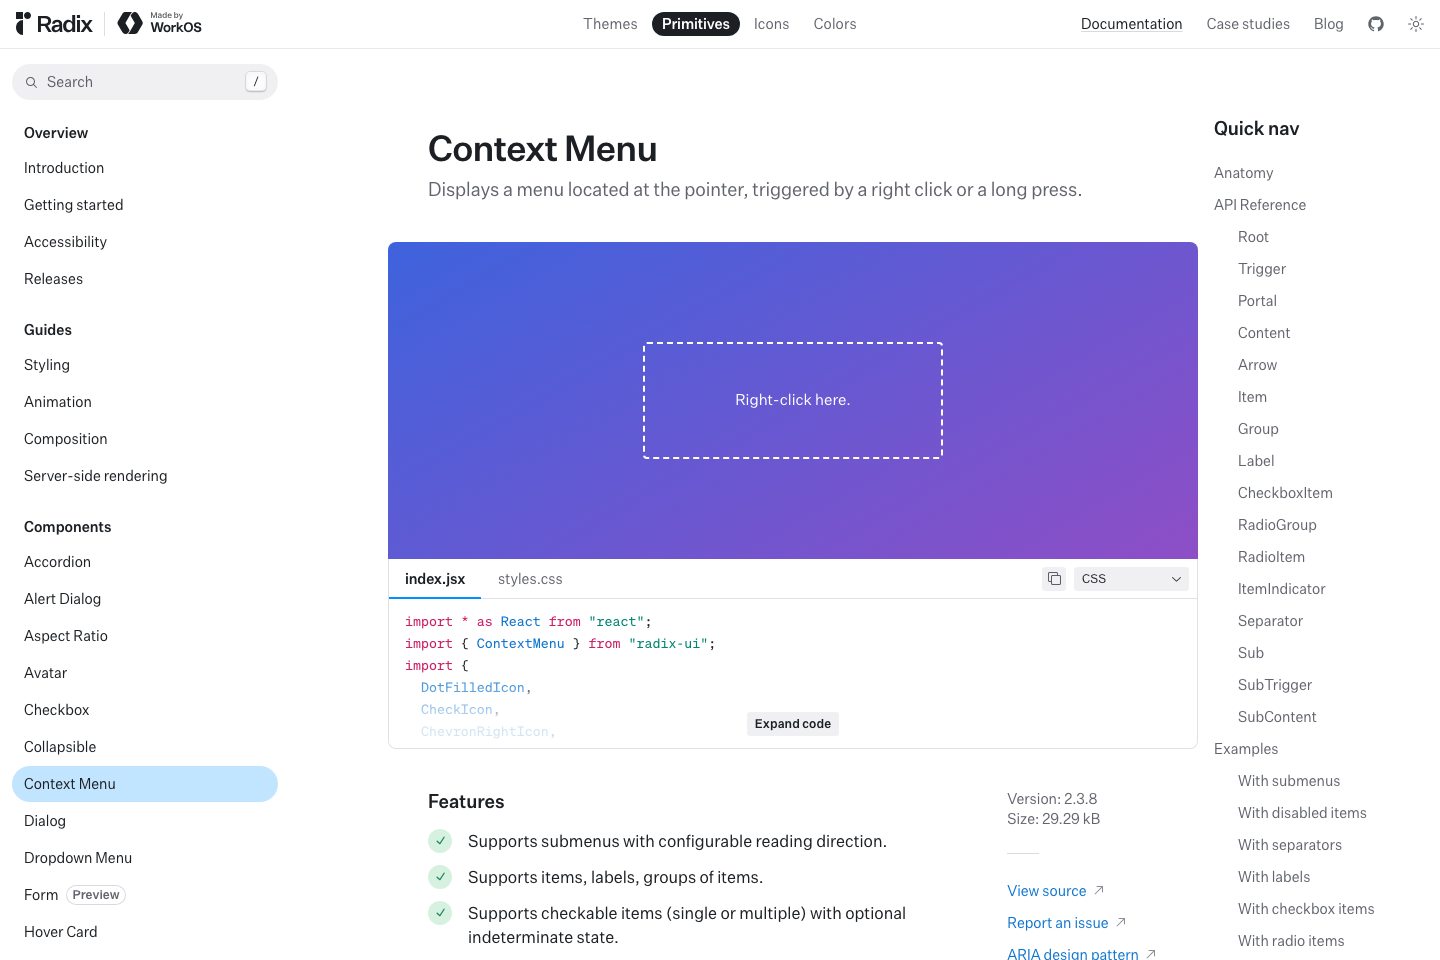 Radix
Made by
WorkOS
Themes
Primitives
Icons
Colors
Documentation
Case studies
Blog
Search
/
Overview
Introduction
Getting started
Accessibility
Releases
Guides
Styling
Animation
Composition
Server-side rendering
Components
Accordion
Alert Dialog
Aspect Ratio
Avatar
Checkbox
Collapsible
Context Menu
Dialog
Dropdown Menu
Form Preview
Hover Card
Context Menu
Displays a menu located at the pointer, triggered by a right click or a long press.
Right-click here.
index.jsx
styles.css
CSS
import * as React from "react";
import { ContextMenu } from "radix-ui";
import {
DotFilledIcon,
CheckIcon,
ChevronRightIcon,
Expand code
Features
Supports submenus with configurable reading direction.
Supports items, labels, groups of items.
Supports checkable items (single or multiple) with optional
indeterminate state.
Version: 2.3.8
Size: 29.29 kB
View source
Report an issue
ARIA design pattern
Quick nav
Anatomy
API Reference
Root
Trigger
Portal
Content
Arrow
Item
Group
Label
CheckboxItem
RadioGroup
RadioItem
ItemIndicator
Separator
Sub
SubTrigger
SubContent
Examples
With submenus
With disabled items
With separators
With labels
With checkbox items
With radio items